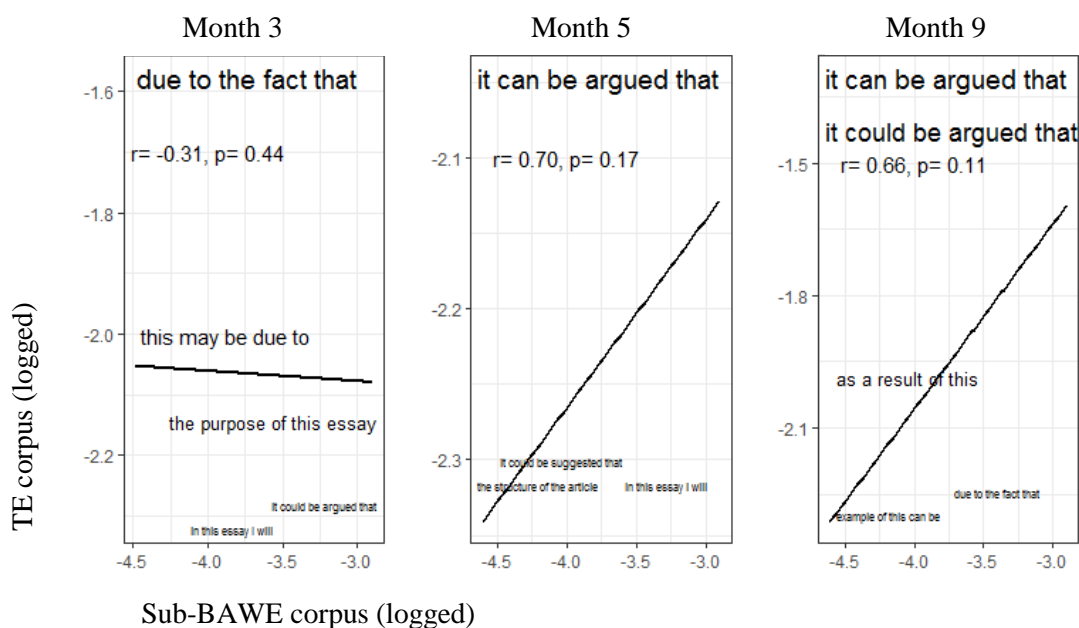 Month 3
Month 5
Month 9
TE corpus (logged)
due to the fact that
-1.6
r= -0.31, p= 0.44
-1.8
-2.0
this may be due to
the purpose of this essay
-2.2
It could be argued that
In this essay I will
-4.5 -4.0 -3.5 -3.0
it can be argued that
-2.1
r= 0.70, p= 0.17
-2.2
-2.3
It could be suggested that
the structure of the article
In this essay I will
-4.5 -4.0 -3.5 -3.0
it can be argued that
it could be argued that
-1.5
r= 0.66, p= 0.11
-1.8
as a result of this
-2.1
due to the fact that
example of this can be
-4.5 -4.0 -3.5 -3.0
Sub-BAWE corpus (logged)